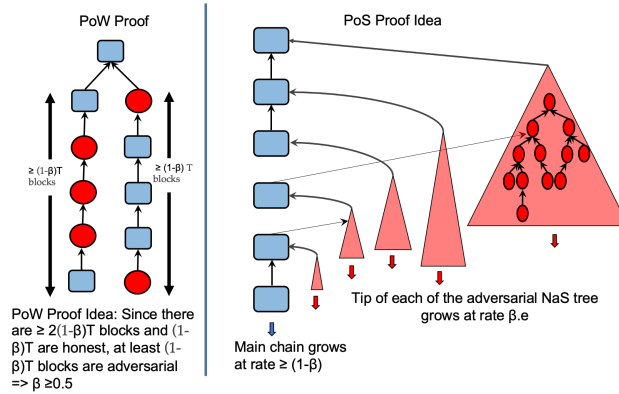 PoW Proof
≥ (1-β)T
blocks
≥ (1-β) T
blocks
PoW Proof Idea: Since there
are ≥ 2(1-β)T blocks and (1-
β)T are honest, at least (1-
β)T blocks are adversarial
=> β ≥0.5
PoS Proof Idea
Tip of each of the adversarial NaS tree
grows at rate β.e
Main chain grows
at rate ≥ (1-β)